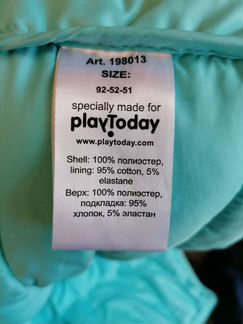 Art. 198013
SIZE:
92-52-51
specially made for
playToday
www.playtoday.com
Shell: 100% полиэстер,
lining: 95% cotton, 5%
elastane
Верх: 100% полиэстер,
подкладка: 95%
хлопок, 5% эластан